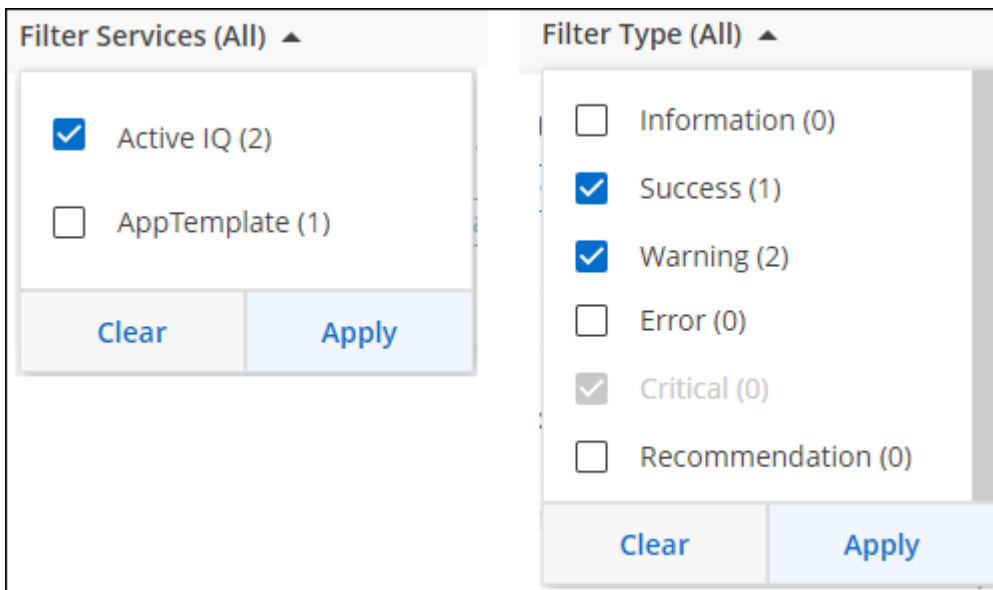 Filter Services (All)
Active IQ (2)
AppTemplate (1)
Clear
Apply
Filter Type (All)
Information (0)
Success (1)
Warning (2)
Error (0)
Critical (0)
Recommendation (0)
Clear
Apply